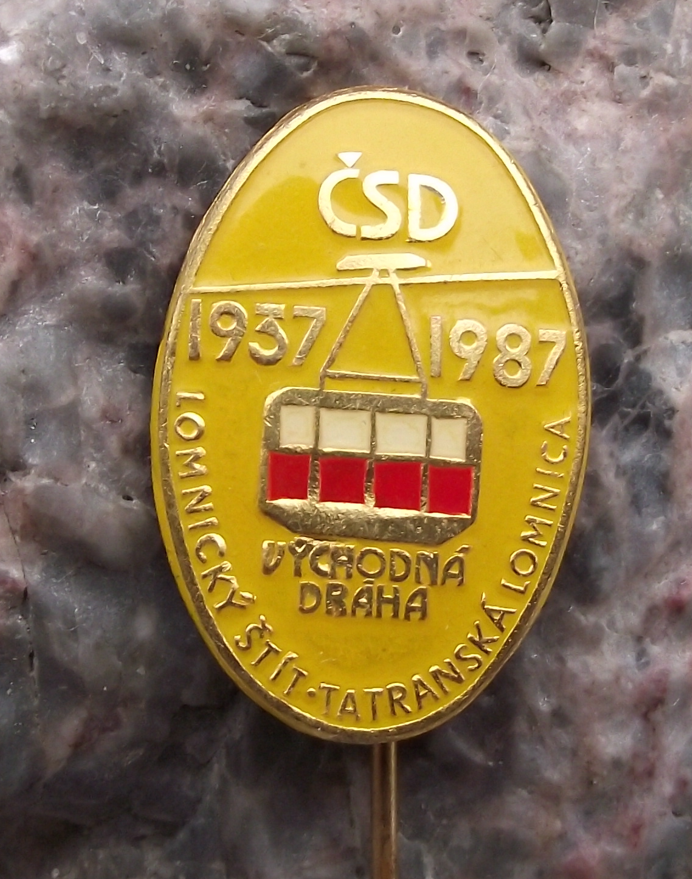 ČSD
1937 1987
VÝCHODNÁ
DRÁHA
LOMNICKÝ ŠTÍT · TATRANSKÁ LOMNICA